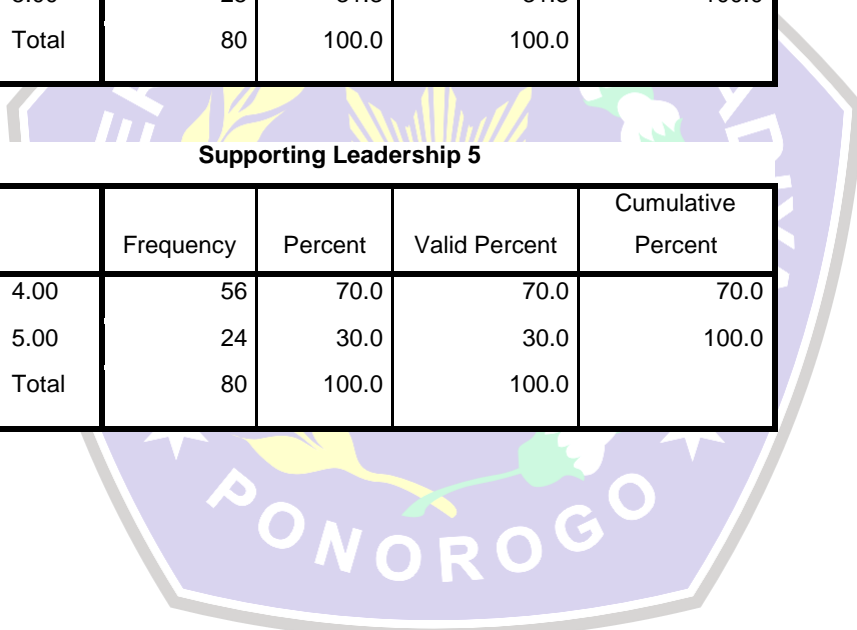 Total 80 100.0 100.0
Supporting Leadership 5
Frequency Percent Valid Percent Cumulative Percent
4.00 56 70.0 70.0 70.0
5.00 24 30.0 30.0 100.0
Total 80 100.0 100.0
PONOROGO